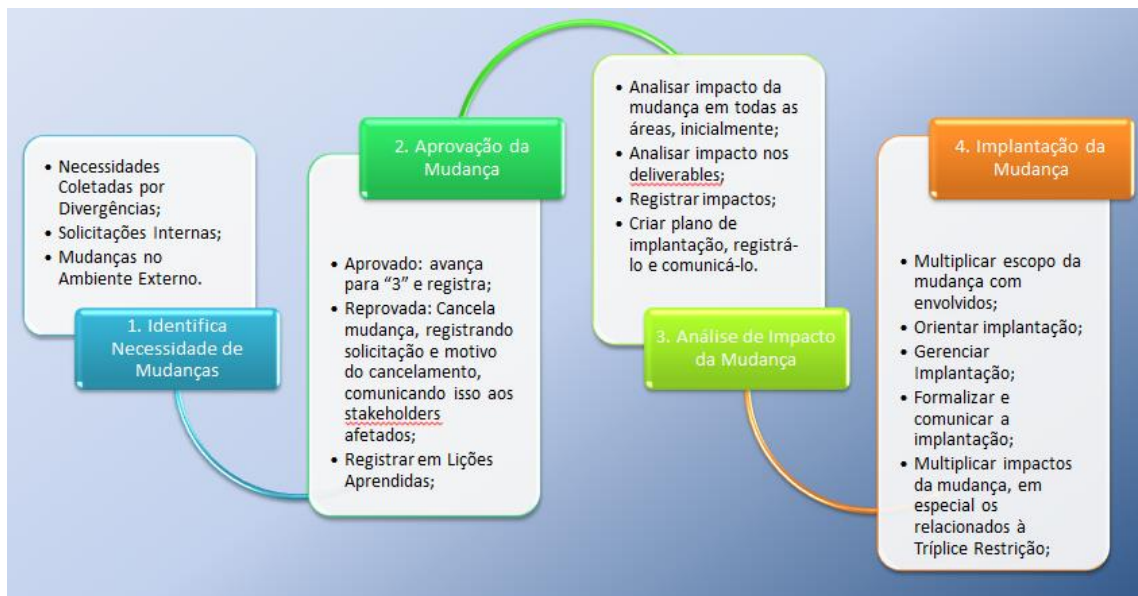 • Necessidades
Coletadas por
Divergências;
• Solicitações Internas;
• Mudanças no
Ambiente Externo.
1. Identifica
Necessidade de
Mudanças
2. Aprovação da
Mudança
• Aprovado: avança
para “3” e registra;
• Reprovada: Cancela
mudança, registrando
solicitação e motivo
do cancelamento,
comunicando isso aos
stakeholders
afetados;
• Registrar em Lições
Aprendidas;
• Analisar impacto da
mudança em todas as
áreas, inicialmente;
• Analisar impacto nos
deliverables;
• Registrar impactos;
• Criar plano de
implantação, registrá-
lo e comunicá-lo.
3. Análise de Impacto
da Mudança
4. Implantação da
Mudança
• Multiplicar escopo da
mudança com
envolvidos;
• Orientar implantação;
• Gerenciar
Implantação;
• Formalizar e
comunicar a
implantação;
• Multiplicar impactos
da mudança, em
especial os
relacionados à
Tríplice Restrição;